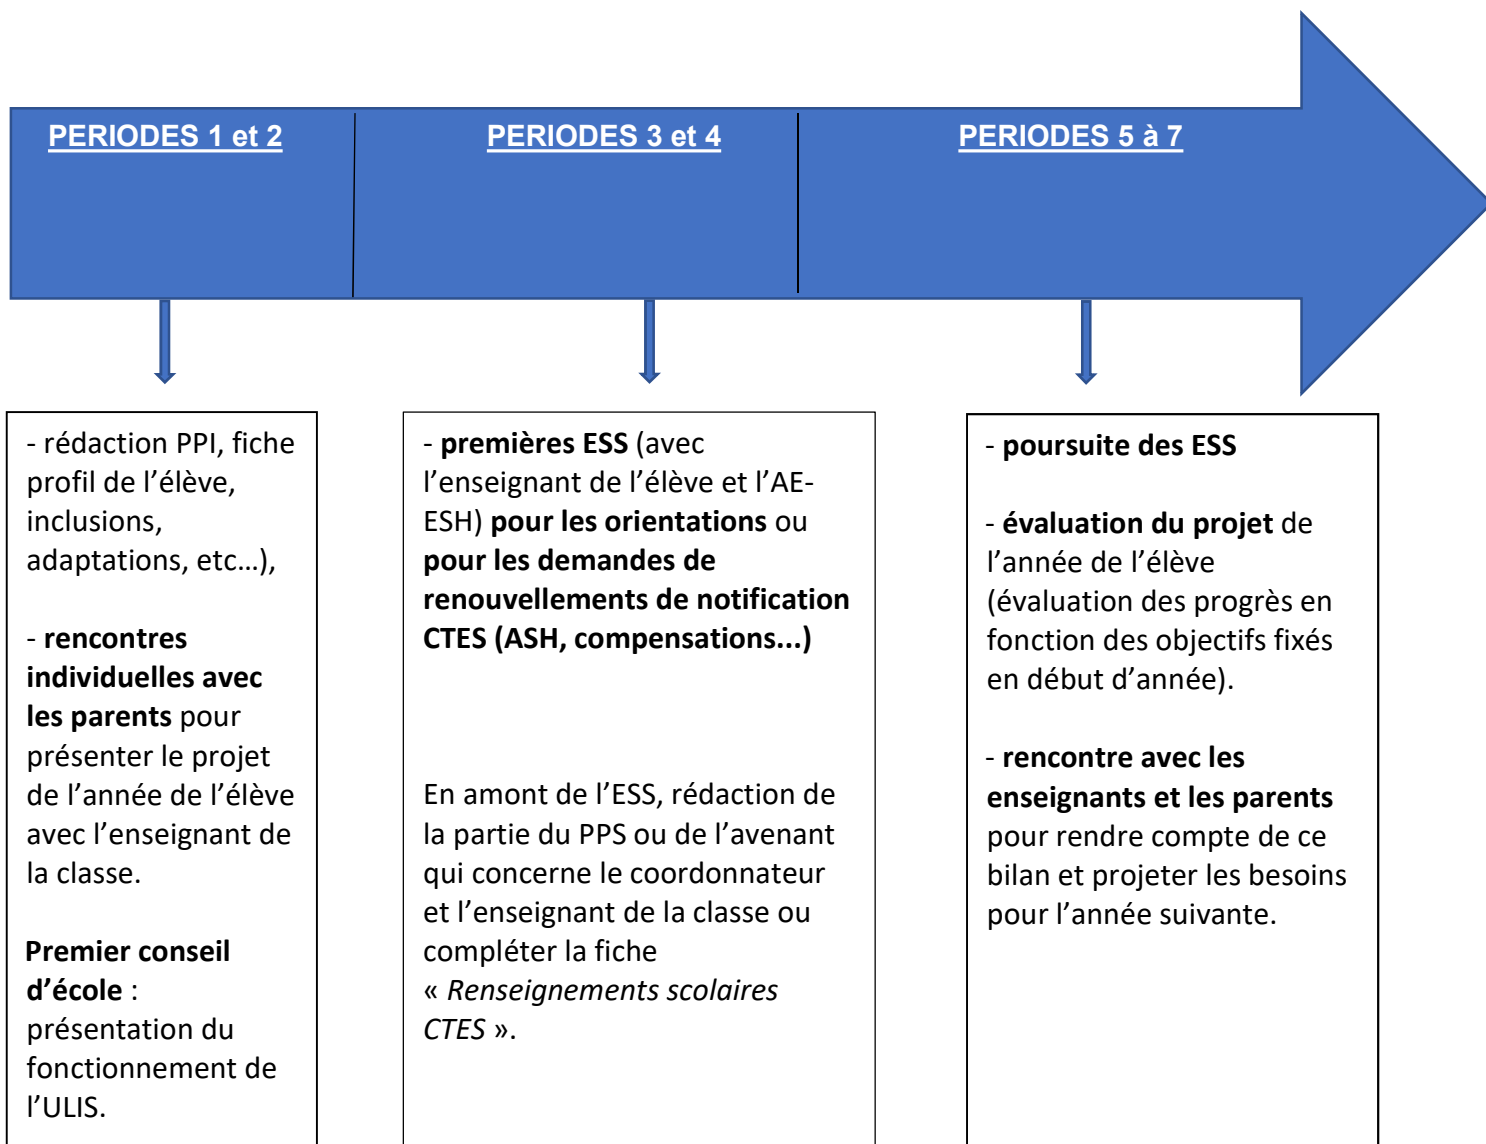 PERIODES 1 et 2
PERIODES 3 et 4
PERIODES 5 à 7
- rédaction PPI, fiche
profil de l’élève,
inclusions,
adaptations, etc…),
- rencontres
individuelles avec
les parents pour
présenter le projet
de l’année de l’élève
avec l’enseignant de
la classe.
Premier conseil
d’école :
présentation du
fonctionnement de
l’ULIS.
- premières ESS (avec
l’enseignant de l’élève et l’AE-
ESH) pour les orientations ou
pour les demandes de
renouvellements de notification
CTES (ASH, compensations...)
En amont de l’ESS, rédaction de
la partie du PPS ou de l’avenant
qui concerne le coordonnateur
et l’enseignant de la classe ou
compléter la fiche
« Renseignements scolaires
CTES ».
- poursuite des ESS
- évaluation du projet de
l’année de l’élève
(évaluation des progrès en
fonction des objectifs fixés
en début d’année).
- rencontre avec les
enseignants et les parents
pour rendre compte de ce
bilan et projeter les besoins
pour l’année suivante.